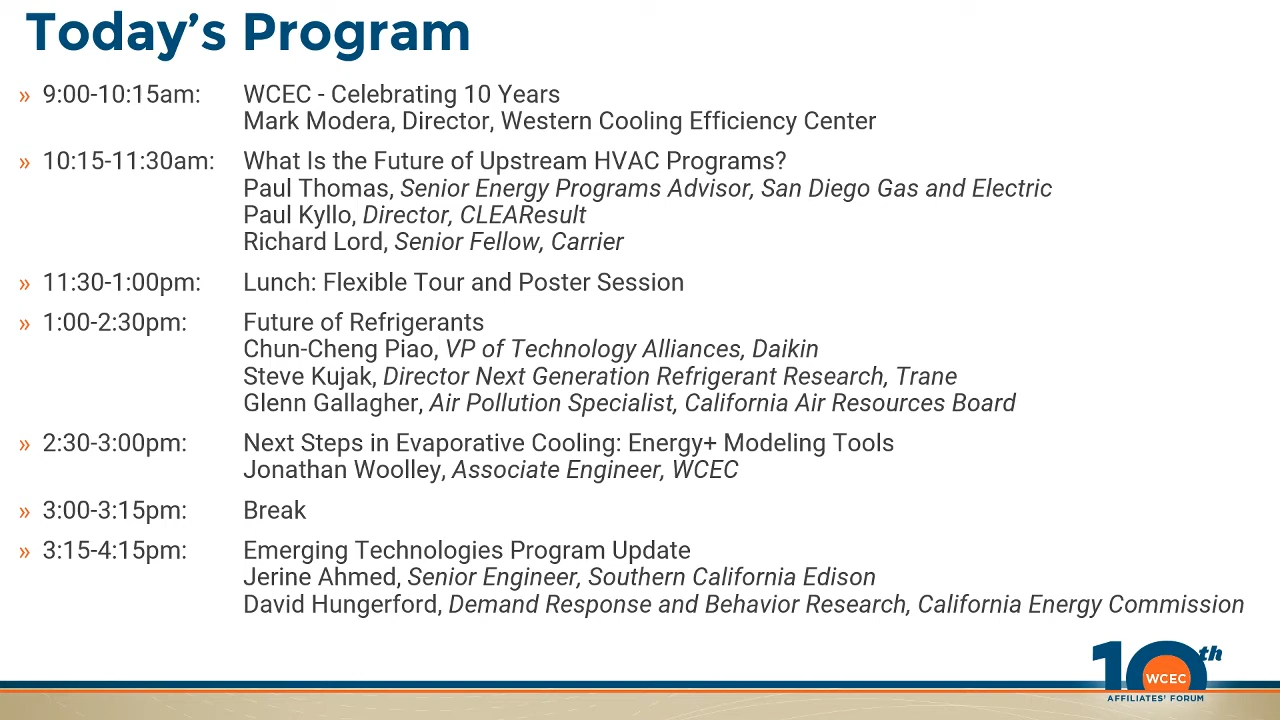 Today's Program
» 9:00-10:15am: WCEC - Celebrating 10 Years
Mark Modera, Director, Western Cooling Efficiency Center
» 10:15-11:30am: What Is the Future of Upstream HVAC Programs?
Paul Thomas, Senior Energy Programs Advisor, San Diego Gas and Electric
Paul Kyllo, Director, CLEAResult
Richard Lord, Senior Fellow, Carrier
» 11:30-1:00pm: Lunch: Flexible Tour and Poster Session
» 1:00-2:30pm: Future of Refrigerants
Chun-Cheng Piao, VP of Technology Alliances, Daikin
Steve Kujak, Director Next Generation Refrigerant Research, Trane
Glenn Gallagher, Air Pollution Specialist, California Air Resources Board
» 2:30-3:00pm: Next Steps in Evaporative Cooling: Energy+ Modeling Tools
Jonathan Woolley, Associate Engineer, WCEC
» 3:00-3:15pm: Break
» 3:15-4:15pm: Emerging Technologies Program Update
Jerine Ahmed, Senior Engineer, Southern California Edison
David Hungerford, Demand Response and Behavior Research, California Energy Commission
10th
WCEC
AFFILIATES' FORUM